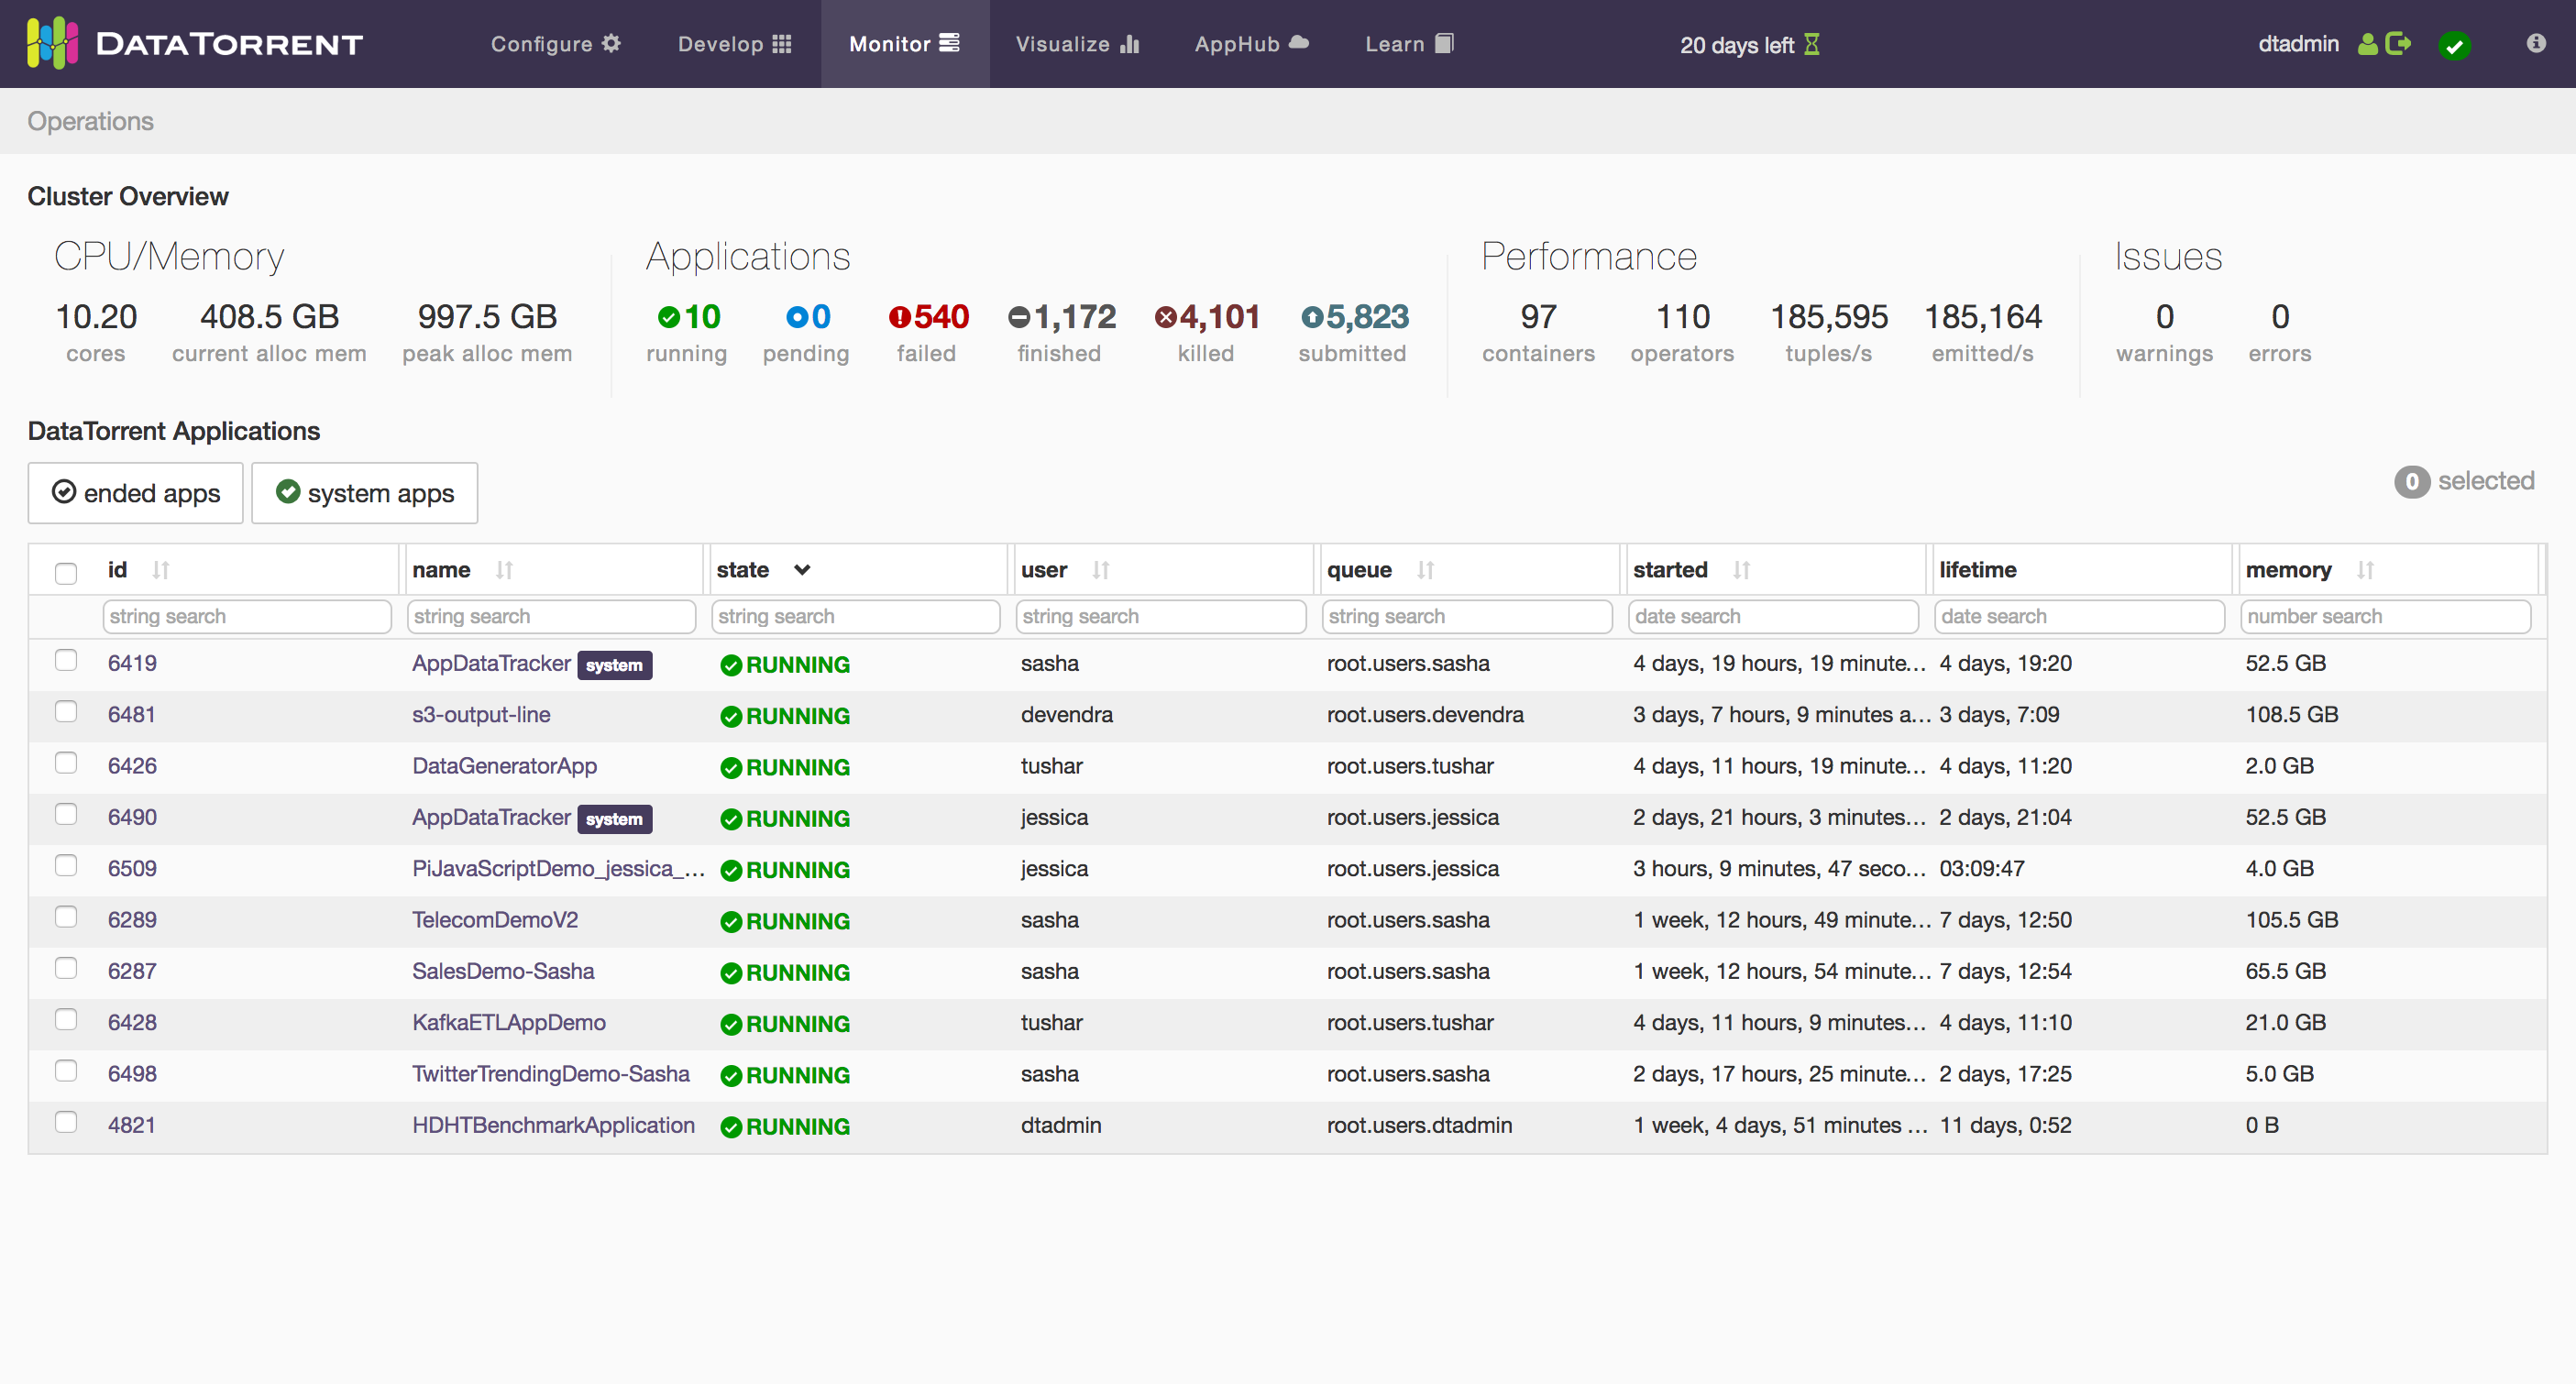 DATATORRENT Configure Develop Monitor Visualize AppHub Learn 20 days left dtadmin
Operations
Cluster Overview
CPU/Memory Applications Performance Issues
10.20 408.5 GB 997.5 GB 10 0 540 1,172 4,101 5,823 97 110 185,595 185,164 0 0
cores current alloc mem peak alloc mem running pending failed finished killed submitted containers operators tuples/s emitted/s warnings errors
DataTorrent Applications
ended apps system apps 0 selected
id name state user queue started lifetime memory
string search string search string search string search string search date search date search number search
6419 AppDataTracker system RUNNING sasha root.users.sasha 4 days, 19 hours, 19 minute... 4 days, 19:20 52.5 GB
6481 s3-output-line RUNNING devendra root.users.devendra 3 days, 7 hours, 9 minutes a... 3 days, 7:09 108.5 GB
6426 DataGeneratorApp RUNNING tushar root.users.tushar 4 days, 11 hours, 19 minute... 4 days, 11:20 2.0 GB
6490 AppDataTracker system RUNNING jessica root.users.jessica 2 days, 21 hours, 3 minutes... 2 days, 21:04 52.5 GB
6509 PiJavaScriptDemo_jessica_... RUNNING jessica root.users.jessica 3 hours, 9 minutes, 47 seco... 03:09:47 4.0 GB
6289 TelecomDemoV2 RUNNING sasha root.users.sasha 1 week, 12 hours, 49 minute... 7 days, 12:50 105.5 GB
6287 SalesDemo-Sasha RUNNING sasha root.users.sasha 1 week, 12 hours, 54 minute... 7 days, 12:54 65.5 GB
6428 KafkaETLAppDemo RUNNING tushar root.users.tushar 4 days, 11 hours, 9 minutes... 4 days, 11:10 21.0 GB
6498 TwitterTrendingDemo-Sasha RUNNING sasha root.users.sasha 2 days, 17 hours, 25 minute... 2 days, 17:25 5.0 GB
4821 HDHTBenchmarkApplication RUNNING dtadmin root.users.dtadmin 1 week, 4 days, 51 minutes ... 11 days, 0:52 0 B